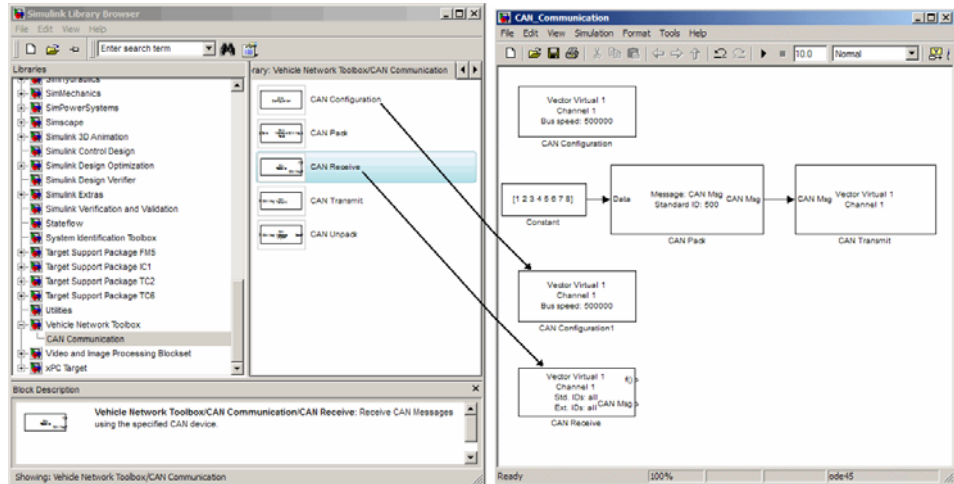 Simulink Library Browser
File Edit View Help
Enter search term
Libraries
SimHydraulics
SimMechanics
SimPowerSystems
Simscape
Simulink 3D Animation
Simulink Control Design
Simulink Design Optimization
Simulink Design Verifier
Simulink Extras
Simulink Verification and Validation
Stateflow
System Identification Toolbox
Target Support Package FM5
Target Support Package IC1
Target Support Package TC2
Target Support Package TC6
Utilities
Vehicle Network Toolbox
CAN Communication
Video and Image Processing Blockset
xPC Target
rary: Vehicle Network Toolbox/CAN Communication
CAN Configuration
CAN Pack
CAN Receive
CAN Transmit
CAN Unpack
Block Description
Vehicle Network Toolbox/CAN Communication/CAN Receive: Receive CAN Messages
using the specified CAN device.
Showing: Vehicle Network Toolbox/CAN Communication
CAN_Communication
File Edit View Simulation Format Tools Help
10.0
Normal
Vector Virtual 1
Channel 1
Bus speed: 500000
CAN Configuration
[1 2 3 4 5 6 7 8]
Constant
Data
Message: CAN Msg
Standard ID: 500
CAN Msg
CAN Pack
CAN Msg
Vector Virtual 1
Channel 1
CAN Transmit
Vector Virtual 1
Channel 1
Bus speed: 500000
CAN Configuration1
Vector Virtual 1
Channel 1
Std. IDs: all
Ext. IDs: all
f()
CAN Msg
CAN Receive
Ready
100%
ode45